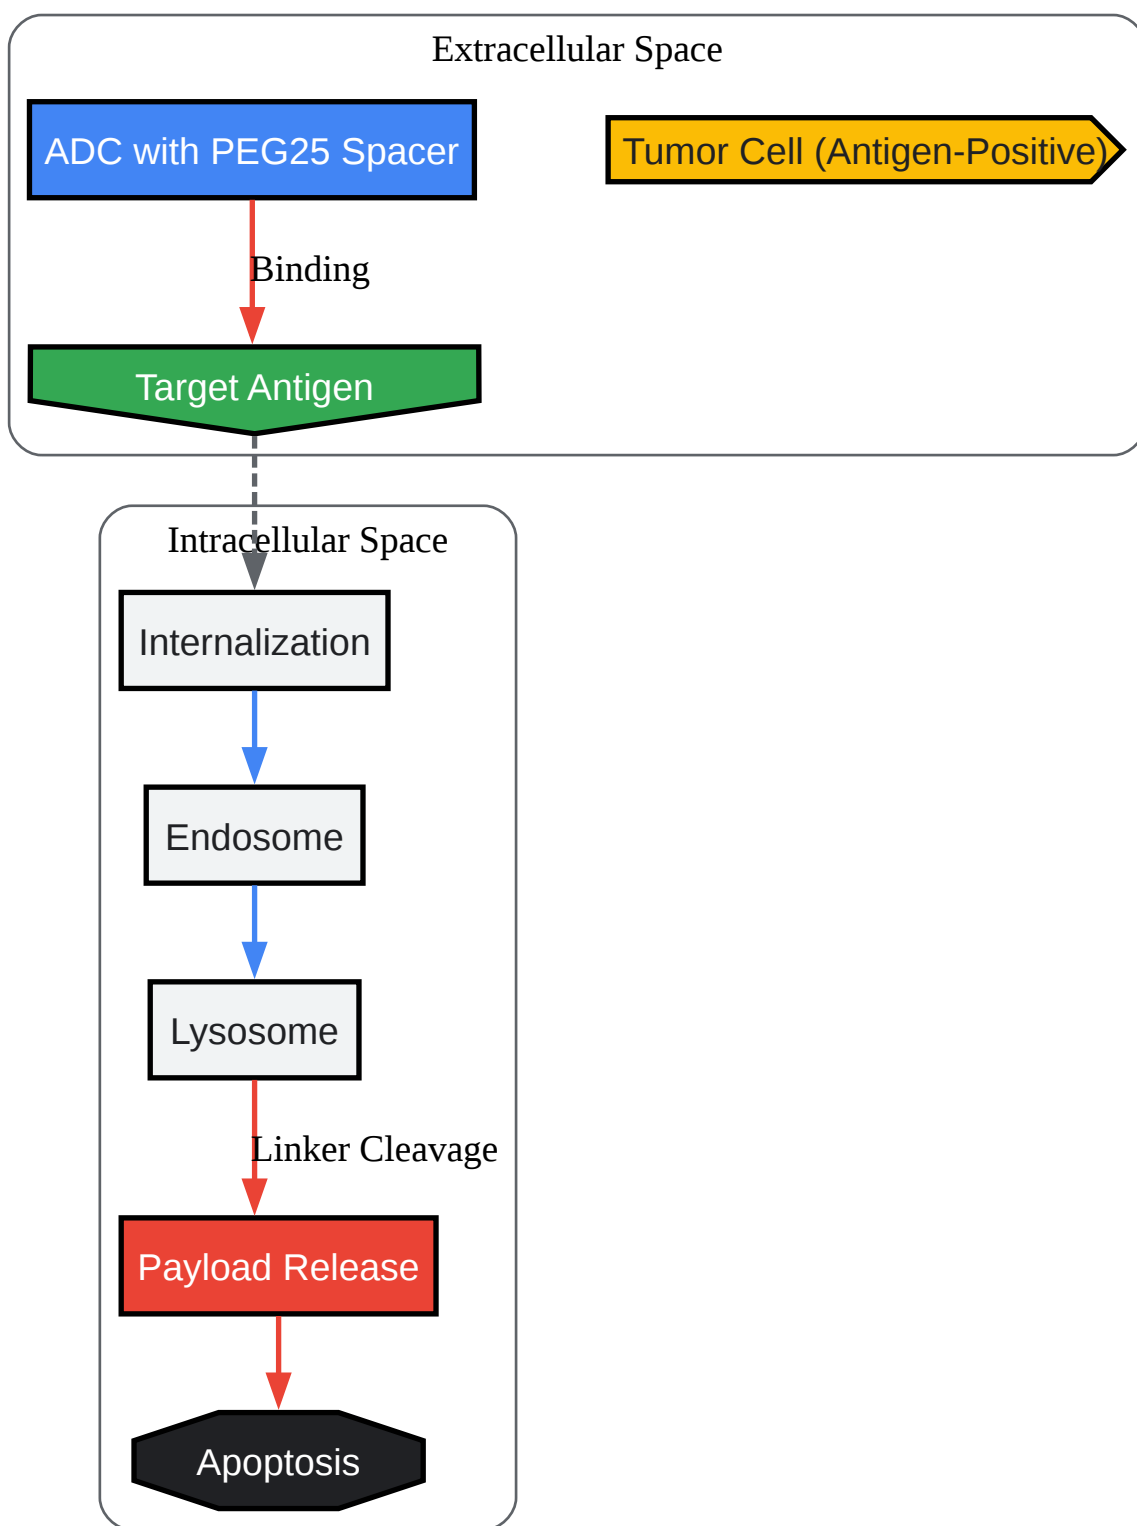 Extracellular Space
ADC with PEG25 Spacer
Tumor Cell (Antigen-Positive)
Binding
Target Antigen
Intracellular Space
Internalization
Endosome
Lysosome
Linker Cleavage
Payload Release
Apoptosis